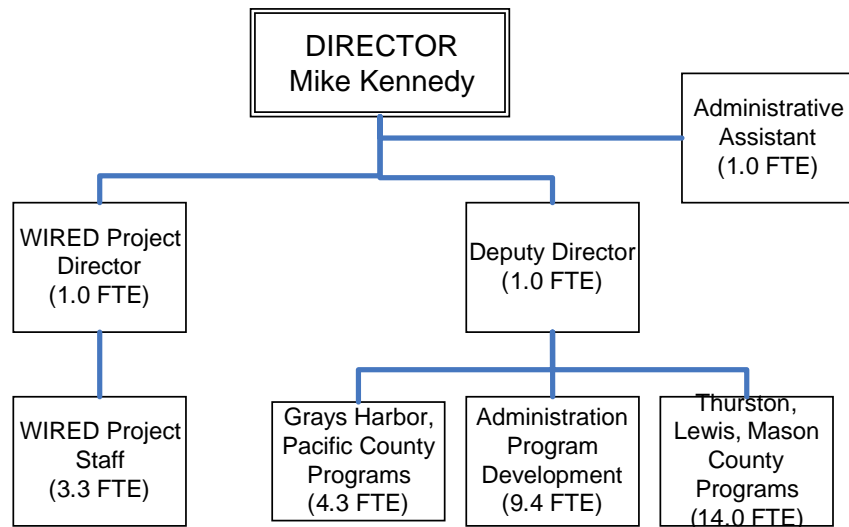 DIRECTOR
Mike Kennedy
Administrative
Assistant
(1.0 FTE)
WIRED Project
Director
(1.0 FTE)
Deputy Director
(1.0 FTE)
WIRED Project
Staff
(3.3 FTE)
Grays Harbor,
Pacific County
Programs
(4.3 FTE)
Administration
Program
Development
(9.4 FTE)
Thurston,
Lewis, Mason
County
Programs
(14.0 FTE)